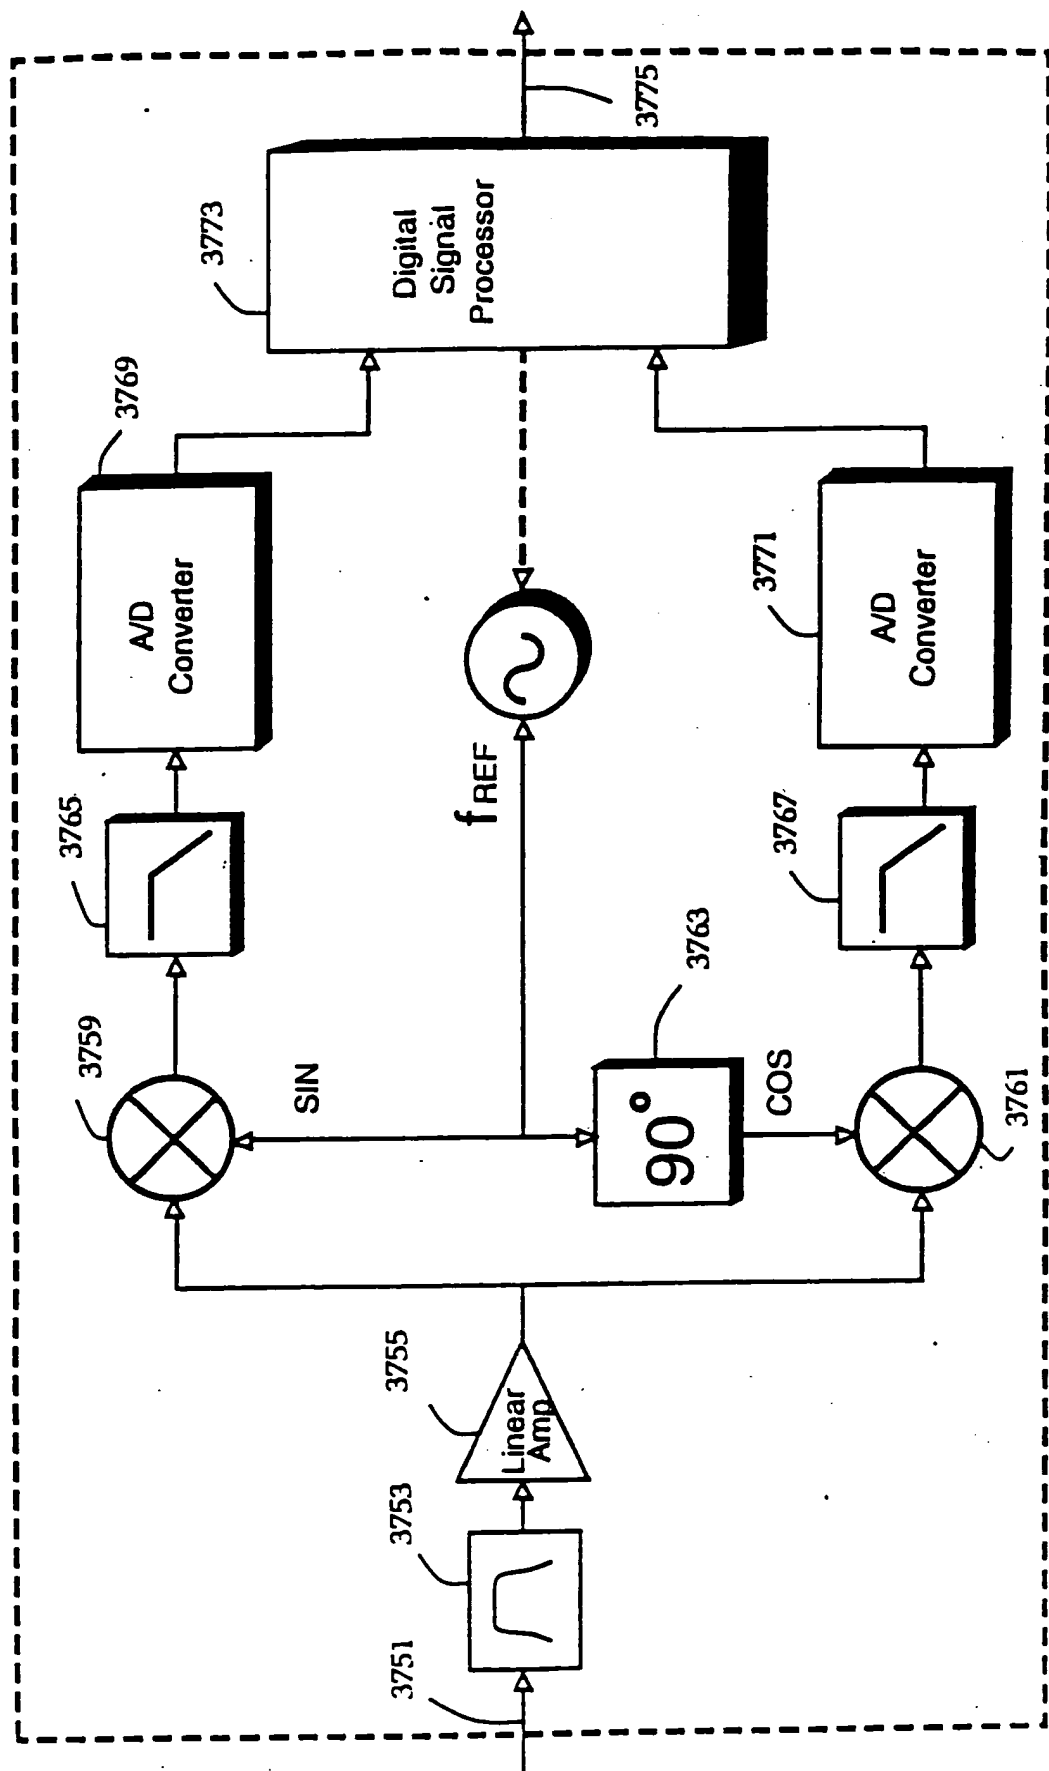 3751
3753
3755
Linear
Amp
3759
SIN
90°
3763
COS
3761
3765
f REF
3767
A/D
Converter
3769
A/D
Converter
3771
Digital
Signal
Processor
3773
3775